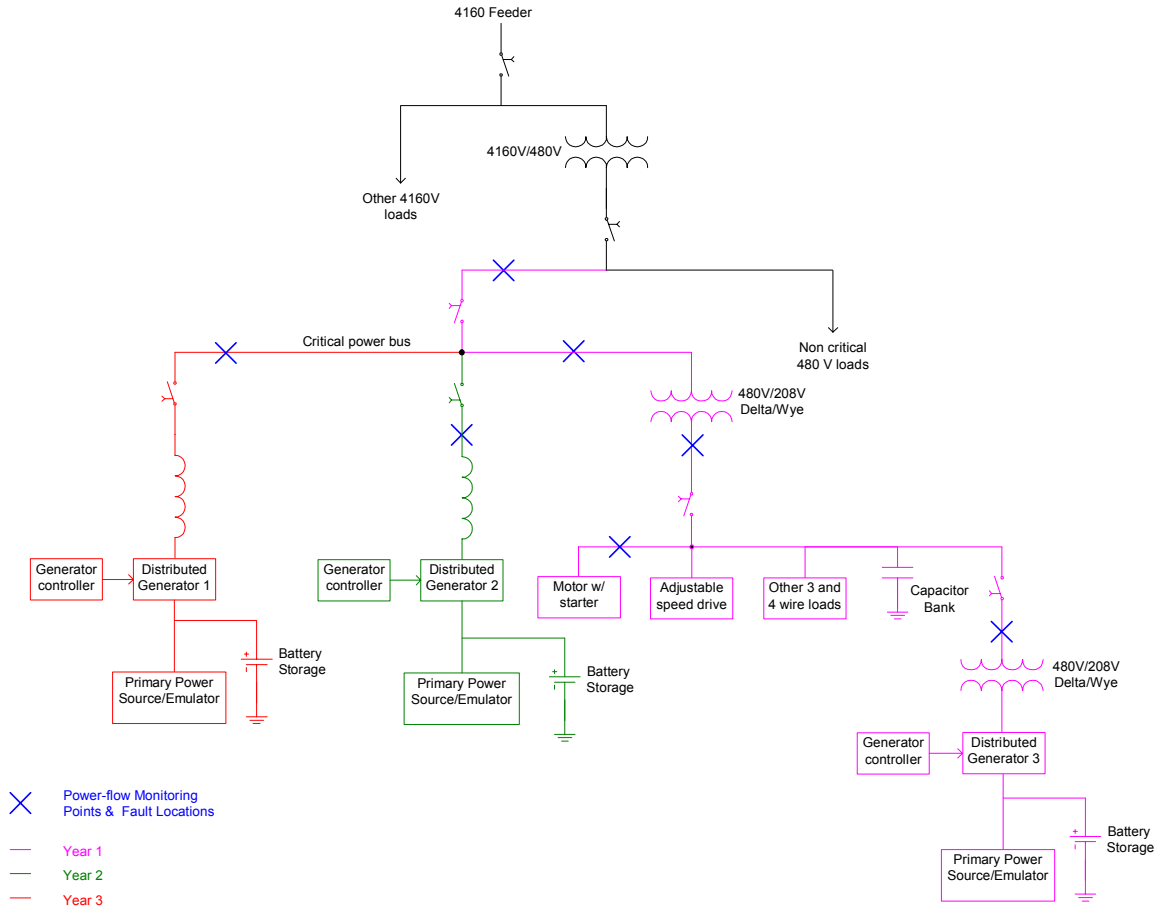 4160 Feeder
4160V/480V
Other 4160V
loads
Critical power bus
Non critical
480 V loads
480V/208V
Delta/Wye
Generator
controller
Distributed
Generator 1
Generator
controller
Distributed
Generator 2
Motor w/
starter
Adjustable
speed drive
Other 3 and
4 wire loads
Capacitor
Bank
+
-
Battery
Storage
Primary Power
Source/Emulator
+
-
Battery
Storage
Primary Power
Source/Emulator
480V/208V
Delta/Wye
Generator
controller
Distributed
Generator 3
+
-
Battery
Storage
Primary Power
Source/Emulator
Power-flow Monitoring
Points & Fault Locations
Year 1
Year 2
Year 3